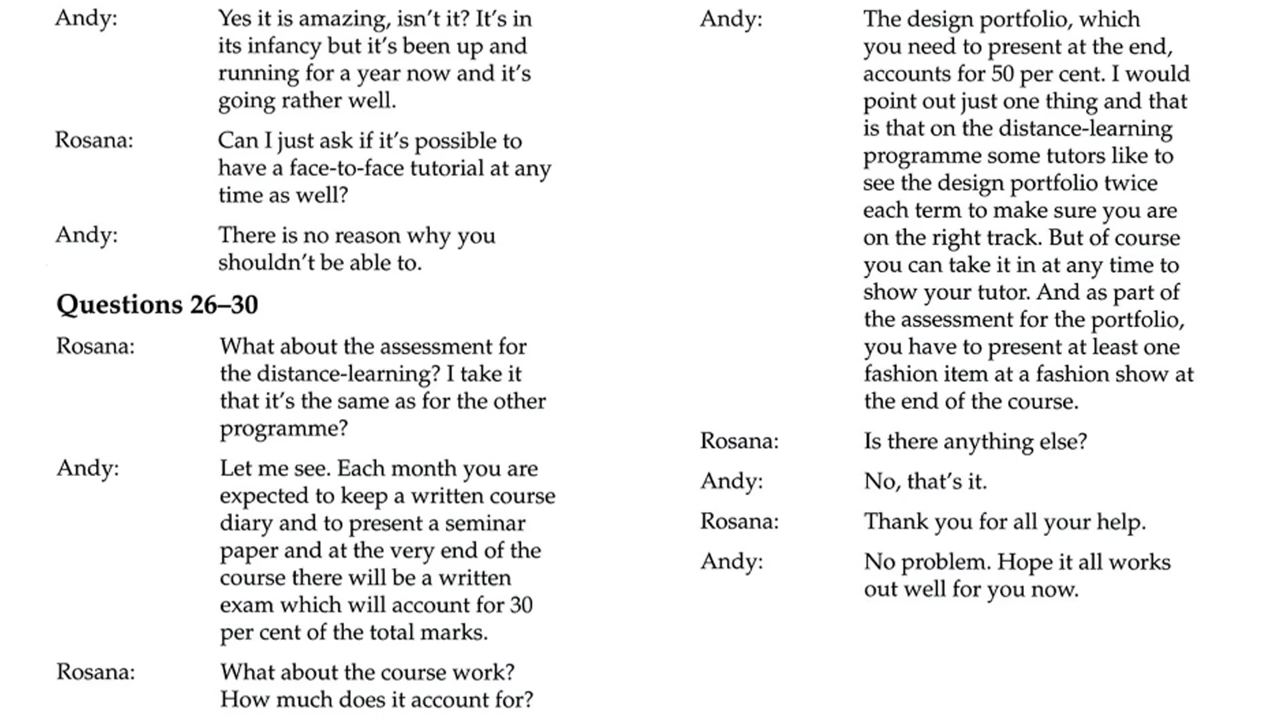 Andy: Yes it is amazing, isn't it? It's in
its infancy but it's been up and
running for a year now and it's
going rather well.
Rosana: Can I just ask if it's possible to
have a face-to-face tutorial at any
time as well?
Andy: There is no reason why you
shouldn't be able to.
Questions 26–30
Rosana: What about the assessment for
the distance-learning? I take it
that it's the same as for the other
programme?
Andy: Let me see. Each month you are
expected to keep a written course
diary and to present a seminar
paper and at the very end of the
course there will be a written
exam which will account for 30
per cent of the total marks.
Rosana: What about the course work?
How much does it account for?
Andy: The design portfolio, which
you need to present at the end,
accounts for 50 per cent. I would
point out just one thing and that
is that on the distance-learning
programme some tutors like to
see the design portfolio twice
each term to make sure you are
on the right track. But of course
you can take it in at any time to
show your tutor. And as part of
the assessment for the portfolio,
you have to present at least one
fashion item at a fashion show at
the end of the course.
Rosana: Is there anything else?
Andy: No, that's it.
Rosana: Thank you for all your help.
Andy: No problem. Hope it all works
out well for you now.